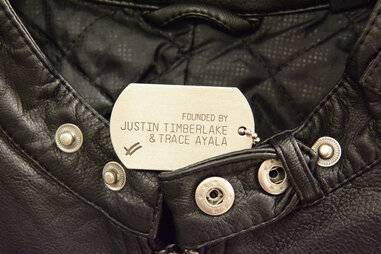 FOUNDED BY
JUSTIN TIMBERLAKE
& TRACE AYALA